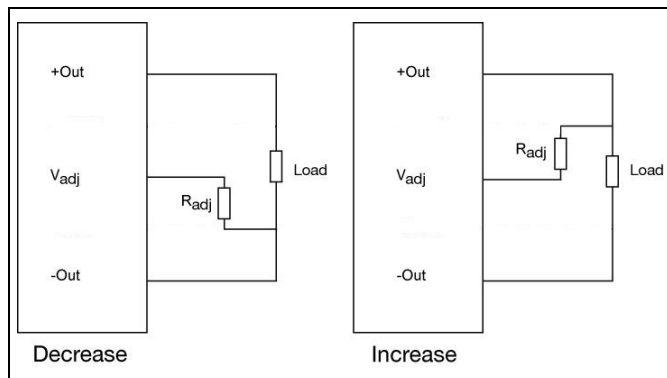 +Out
Vadj
Radj
Load
-Out
Decrease
+Out
Radj
Vadj
Load
-Out
Increase